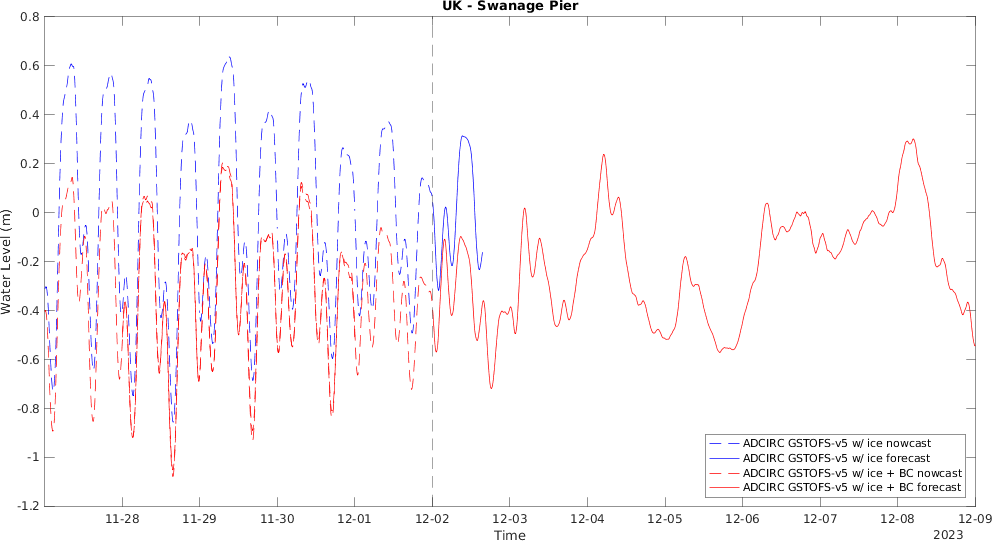 UK - Swanage Pier
0.8
0.6
0.4
0.2
0
-0.2
-0.4
-0.6
-0.8
-1
-1.2
Water Level (m)
ADCIRC GSTOFS-v5 w/ ice nowcast
ADCIRC GSTOFS-v5 w/ ice forecast
ADCIRC GSTOFS-v5 w/ ice + BC nowcast
ADCIRC GSTOFS-v5 w/ ice + BC forecast
11-28 11-29 11-30 12-01 12-02 12-03 12-04 12-05 12-06 12-07 12-08 12-09
Time
2023